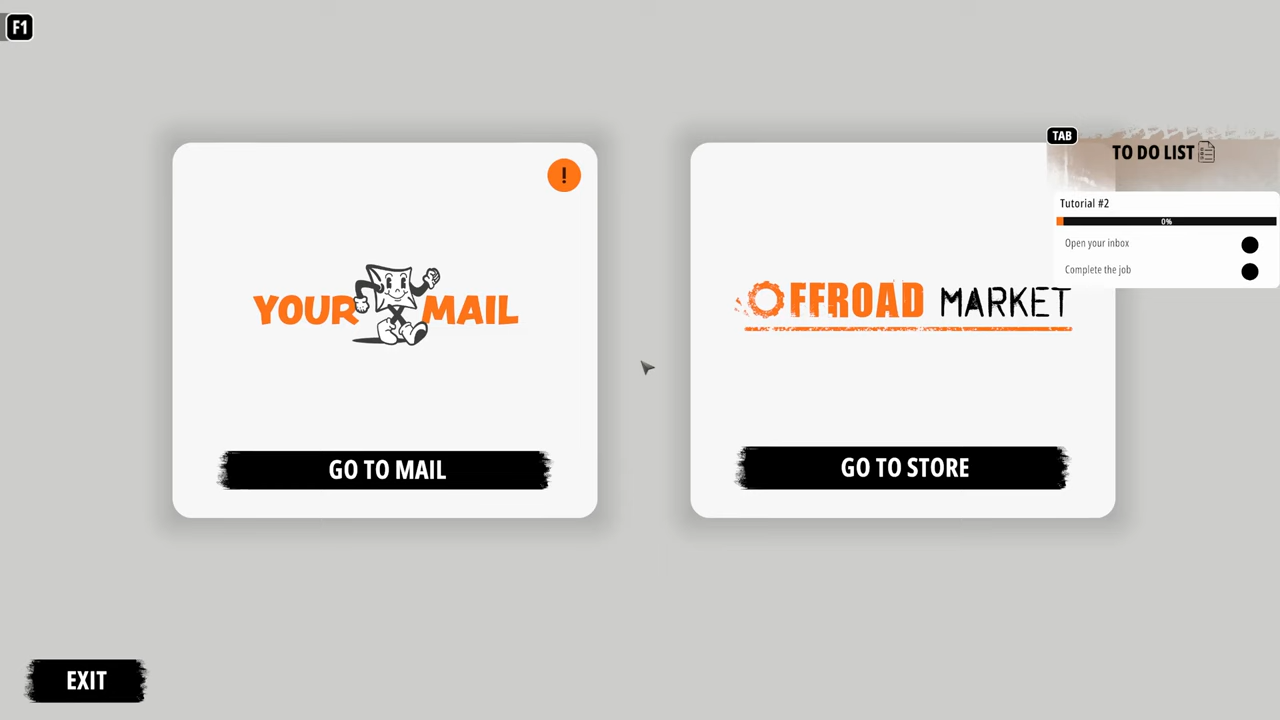 F1
!
YOUR MAIL
GO TO MAIL
OFFROAD MARKET
GO TO STORE
TAB
TO DO LIST
Tutorial #2
0%
Open your inbox
Complete the job
EXIT